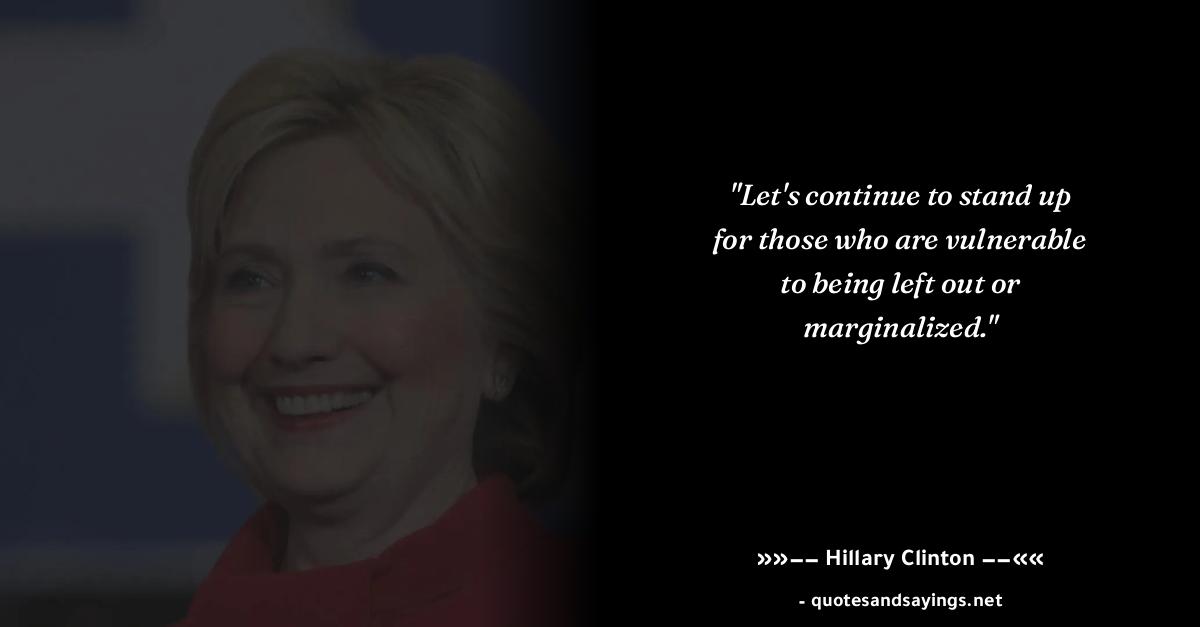 "Let's continue to stand up
for those who are vulnerable
to being left out or
marginalized."
»»−− Hillary Clinton −−««
- quotesandsayings.net